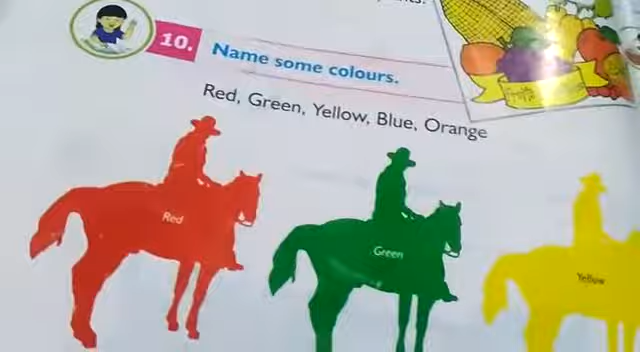 10. Name some colours.
Red, Green, Yellow, Blue, Orange
Red
Green
Yellow